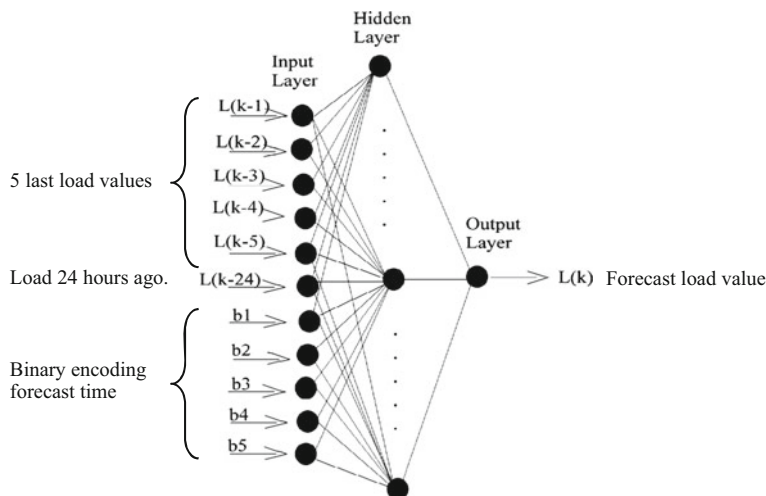 Hidden
Layer
Input
Layer
L(k-1)
L(k-2)
5 last load values
L(k-3)
L(k-4)
L(k-5)
Output
Layer
Load 24 hours ago.
L(k-24)
L(k)
Forecast load value
b1
b2
Binary encoding
forecast time
b3
b4
b5